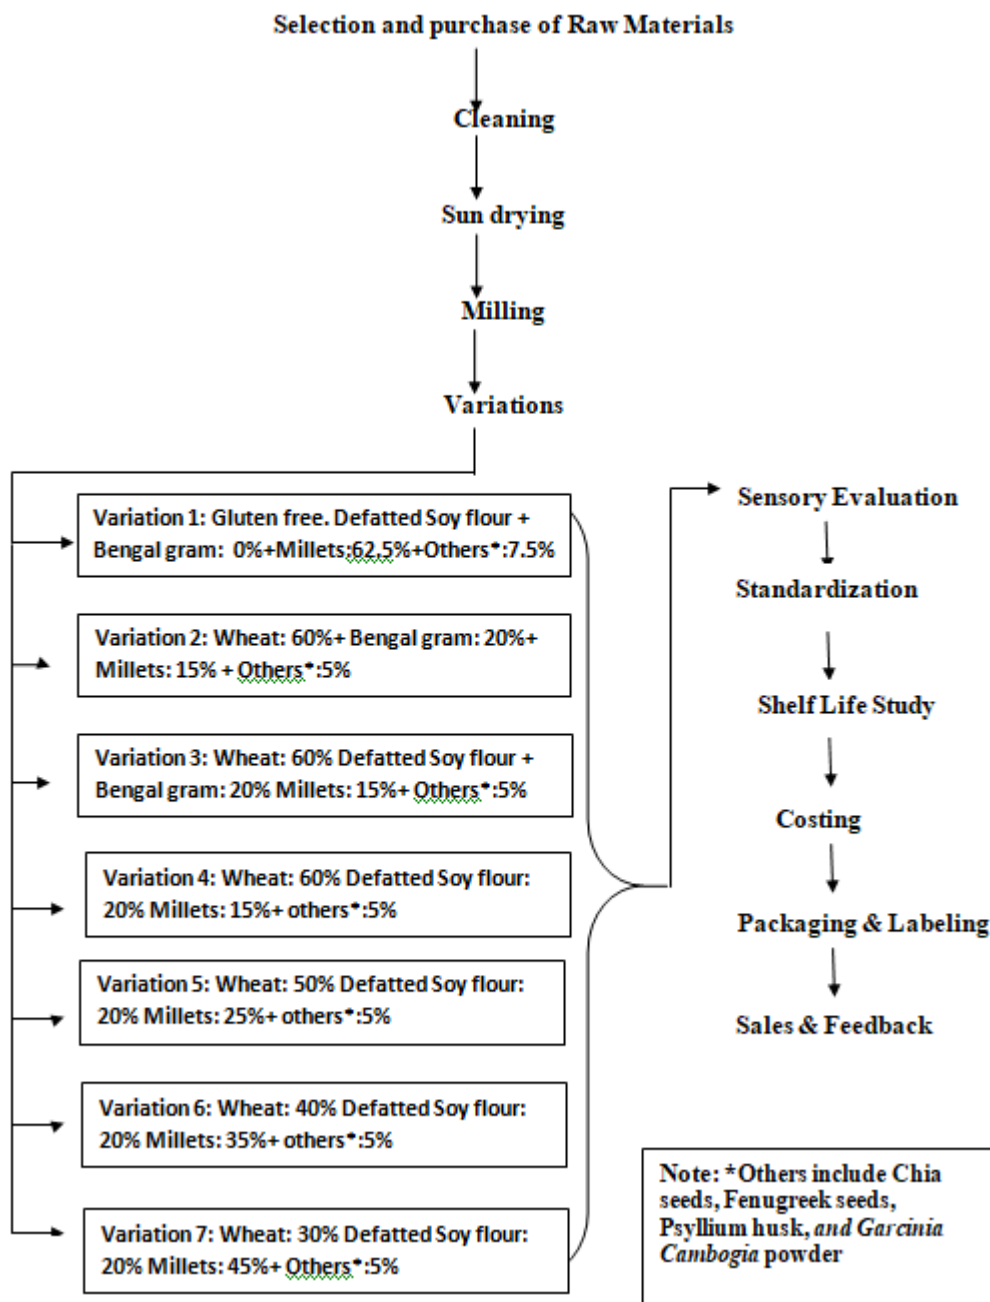 Selection and purchase of Raw Materials
Cleaning
Sun drying
Milling
Variations
Variation 1: Gluten free. Defatted Soy flour +
Bengal gram: 0%+Millets:62.5%+Others*:7.5%
Variation 2: Wheat: 60%+ Bengal gram: 20%+
Millets: 15% + Others*:5%
Variation 3: Wheat: 60% Defatted Soy flour +
Bengal gram: 20% Millets: 15%+ Others*:5%
Variation 4: Wheat: 60% Defatted Soy flour:
20% Millets: 15%+ others*:5%
Variation 5: Wheat: 50% Defatted Soy flour:
20% Millets: 25%+ others*:5%
Variation 6: Wheat: 40% Defatted Soy flour:
20% Millets: 35%+ others*:5%
Variation 7: Wheat: 30% Defatted Soy flour:
20% Millets: 45%+ Others*:5%
Sensory Evaluation
Standardization
Shelf Life Study
Costing
Packaging & Labeling
Sales & Feedback
Note: *Others include Chia
seeds, Fenugreek seeds,
Psyllium husk, and Garcinia
Cambogia powder